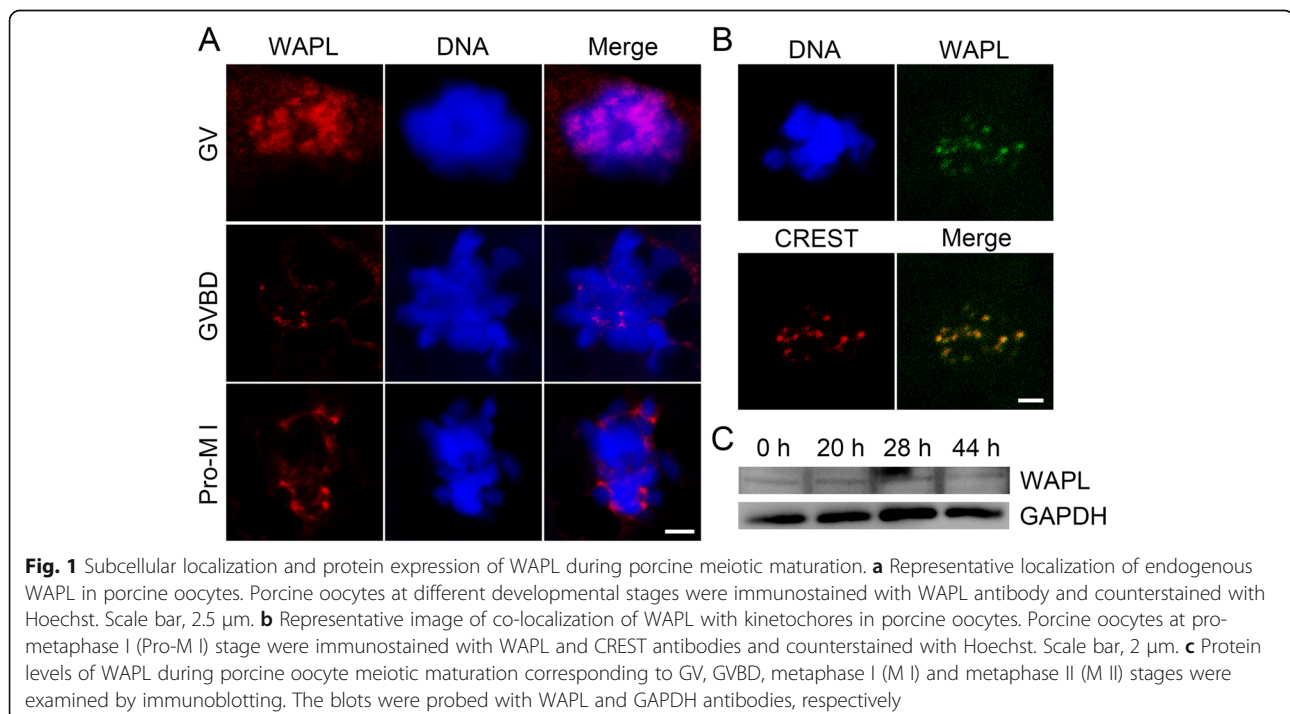 A
WAPL DNA Merge
GV
GVBD
Pro-M I
B
DNA WAPL
CREST Merge
C
0 h 20 h 28 h 44 h
WAPL
GAPDH
Fig. 1 Subcellular localization and protein expression of WAPL during porcine meiotic maturation. a Representative localization of endogenous
WAPL in porcine oocytes. Porcine oocytes at different developmental stages were immunostained with WAPL antibody and counterstained with
Hoechst. Scale bar, 2.5 μm. b Representative image of co-localization of WAPL with kinetochores in porcine oocytes. Porcine oocytes at pro-
metaphase I (Pro-M I) stage were immunostained with WAPL and CREST antibodies and counterstained with Hoechst. Scale bar, 2 μm. c Protein
levels of WAPL during porcine oocyte meiotic maturation corresponding to GV, GVBD, metaphase I (M I) and metaphase II (M II) stages were
examined by immunoblotting. The blots were probed with WAPL and GAPDH antibodies, respectively